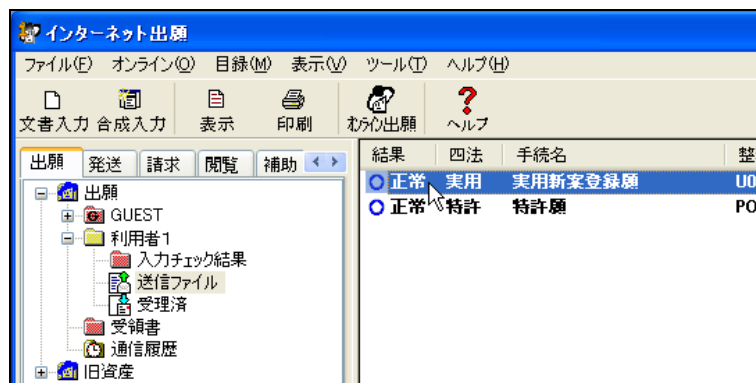 インターネット出願
ファイル(F) オンライン(O) 目録(M) 表示(V) ツール(T) ヘルプ(H)
文書入力 合成入力 表示 印刷 オンライン出願 ヘルプ
出願 発送 請求 閲覧 補助
結果 四法 手続名 整
出願
GUEST
利用者1
入力チェック結果
送信ファイル
受理済
受領書
通信履歴
旧資産
正常 実用 実用新案登録願 U0
正常 特許 特許願 PO